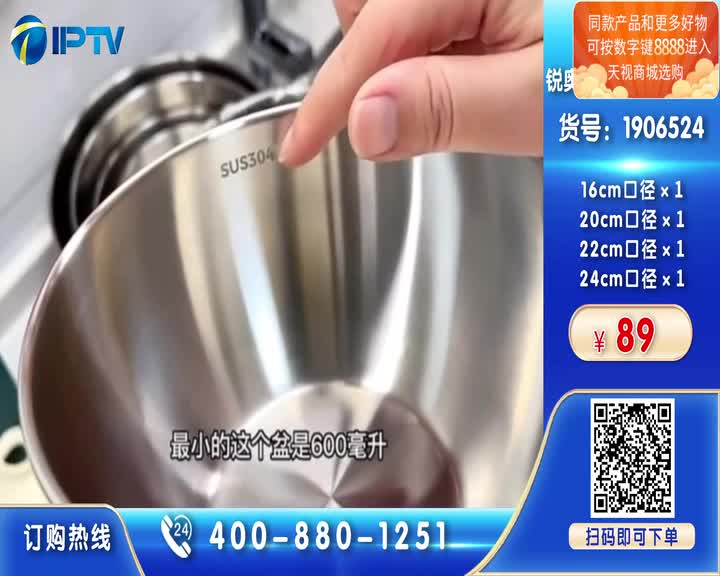 IPTV
同款产品和更多好物
可按数字键8888进入
天视商城选购
锐奥
货号：1906524
16cm口径×1
20cm口径×1
22cm口径×1
24cm口径×1
¥ 89
SUS304
最小的这个盆是600毫升
订购热线
24
400-880-1251
扫码即可下单